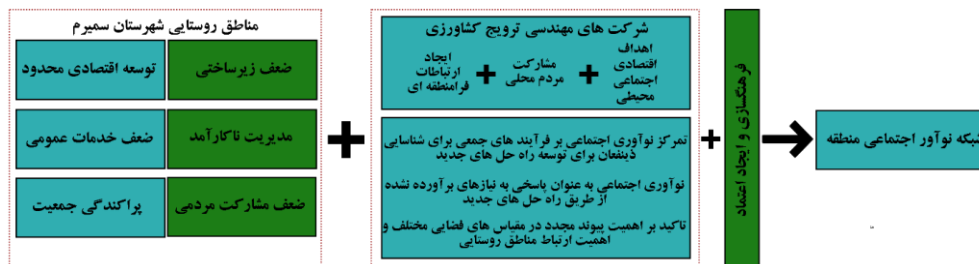 مناطق روستایی شهرستان سمیرم
ضعف زیرساختی
توسعه اقتصادی محدود
مدیریت ناکارآمد
ضعف خدمات عمومی
ضعف مشارکت مردمی
پراکندگی جمعیت
+
شرکت های مهندسی ترویج کشاورزی
اهداف
اقتصادی
اجتماعی
محیطی
+
مشارکت
مردم محلی
+
ایجاد
ارتباطات
فرامنطقه ای
تمرکز نوآوری اجتماعی بر فرآیند های جمعی برای شناسایی
ذینفعان برای توسعه راه حل های جدید
نوآوری اجتماعی به عنوان پاسخی به نیازهای برآورده نشده
از طریق راه حل های جدید
تاکید بر اهمیت پیوند مجدد در مقیاس های فضایی مختلف و
اهمیت ارتباط مناطق روستایی
+
فرهنگسازی و ایجاد اعتماد
شبکه نوآور اجتماعی منطقه